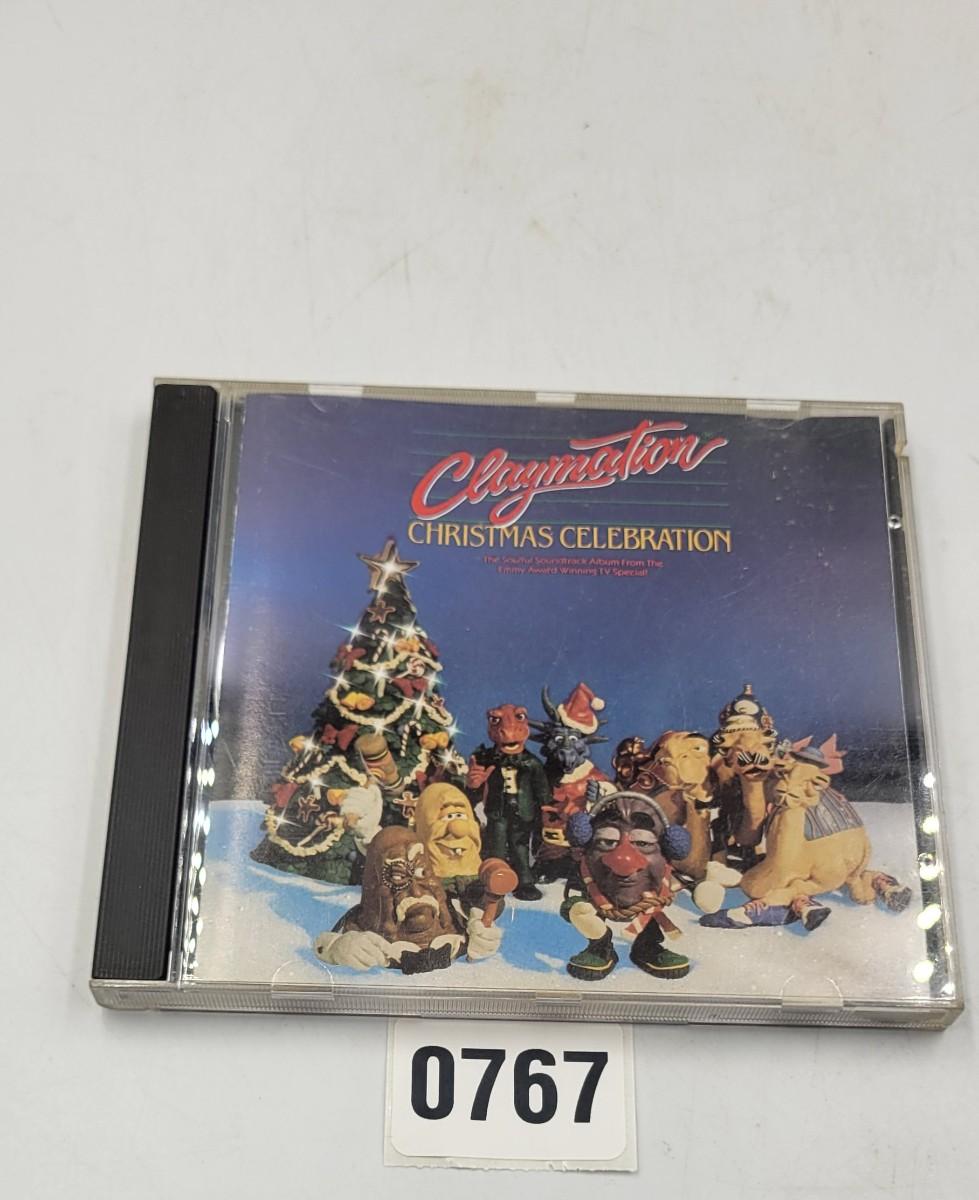 Claymation
CHRISTMAS CELEBRATION
The Soulful Soundtrack Album From The
Emmy Award Winning TV Special!
0767